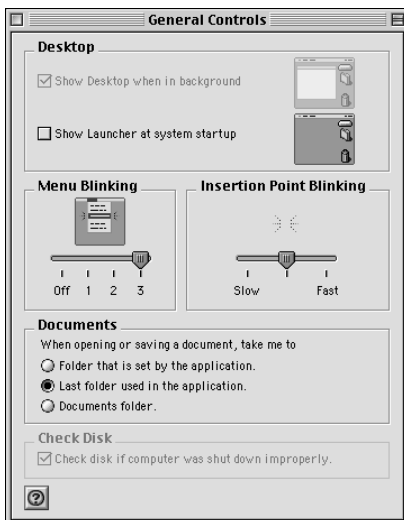 General Controls
Desktop
Show Desktop when in background
Show Launcher at system startup
Menu Blinking
Off 1 2 3
Insertion Point Blinking
Slow Fast
Documents
When opening or saving a document, take me to
Folder that is set by the application.
Last folder used in the application.
Documents folder.
Check Disk
Check disk if computer was shut down improperly.
?